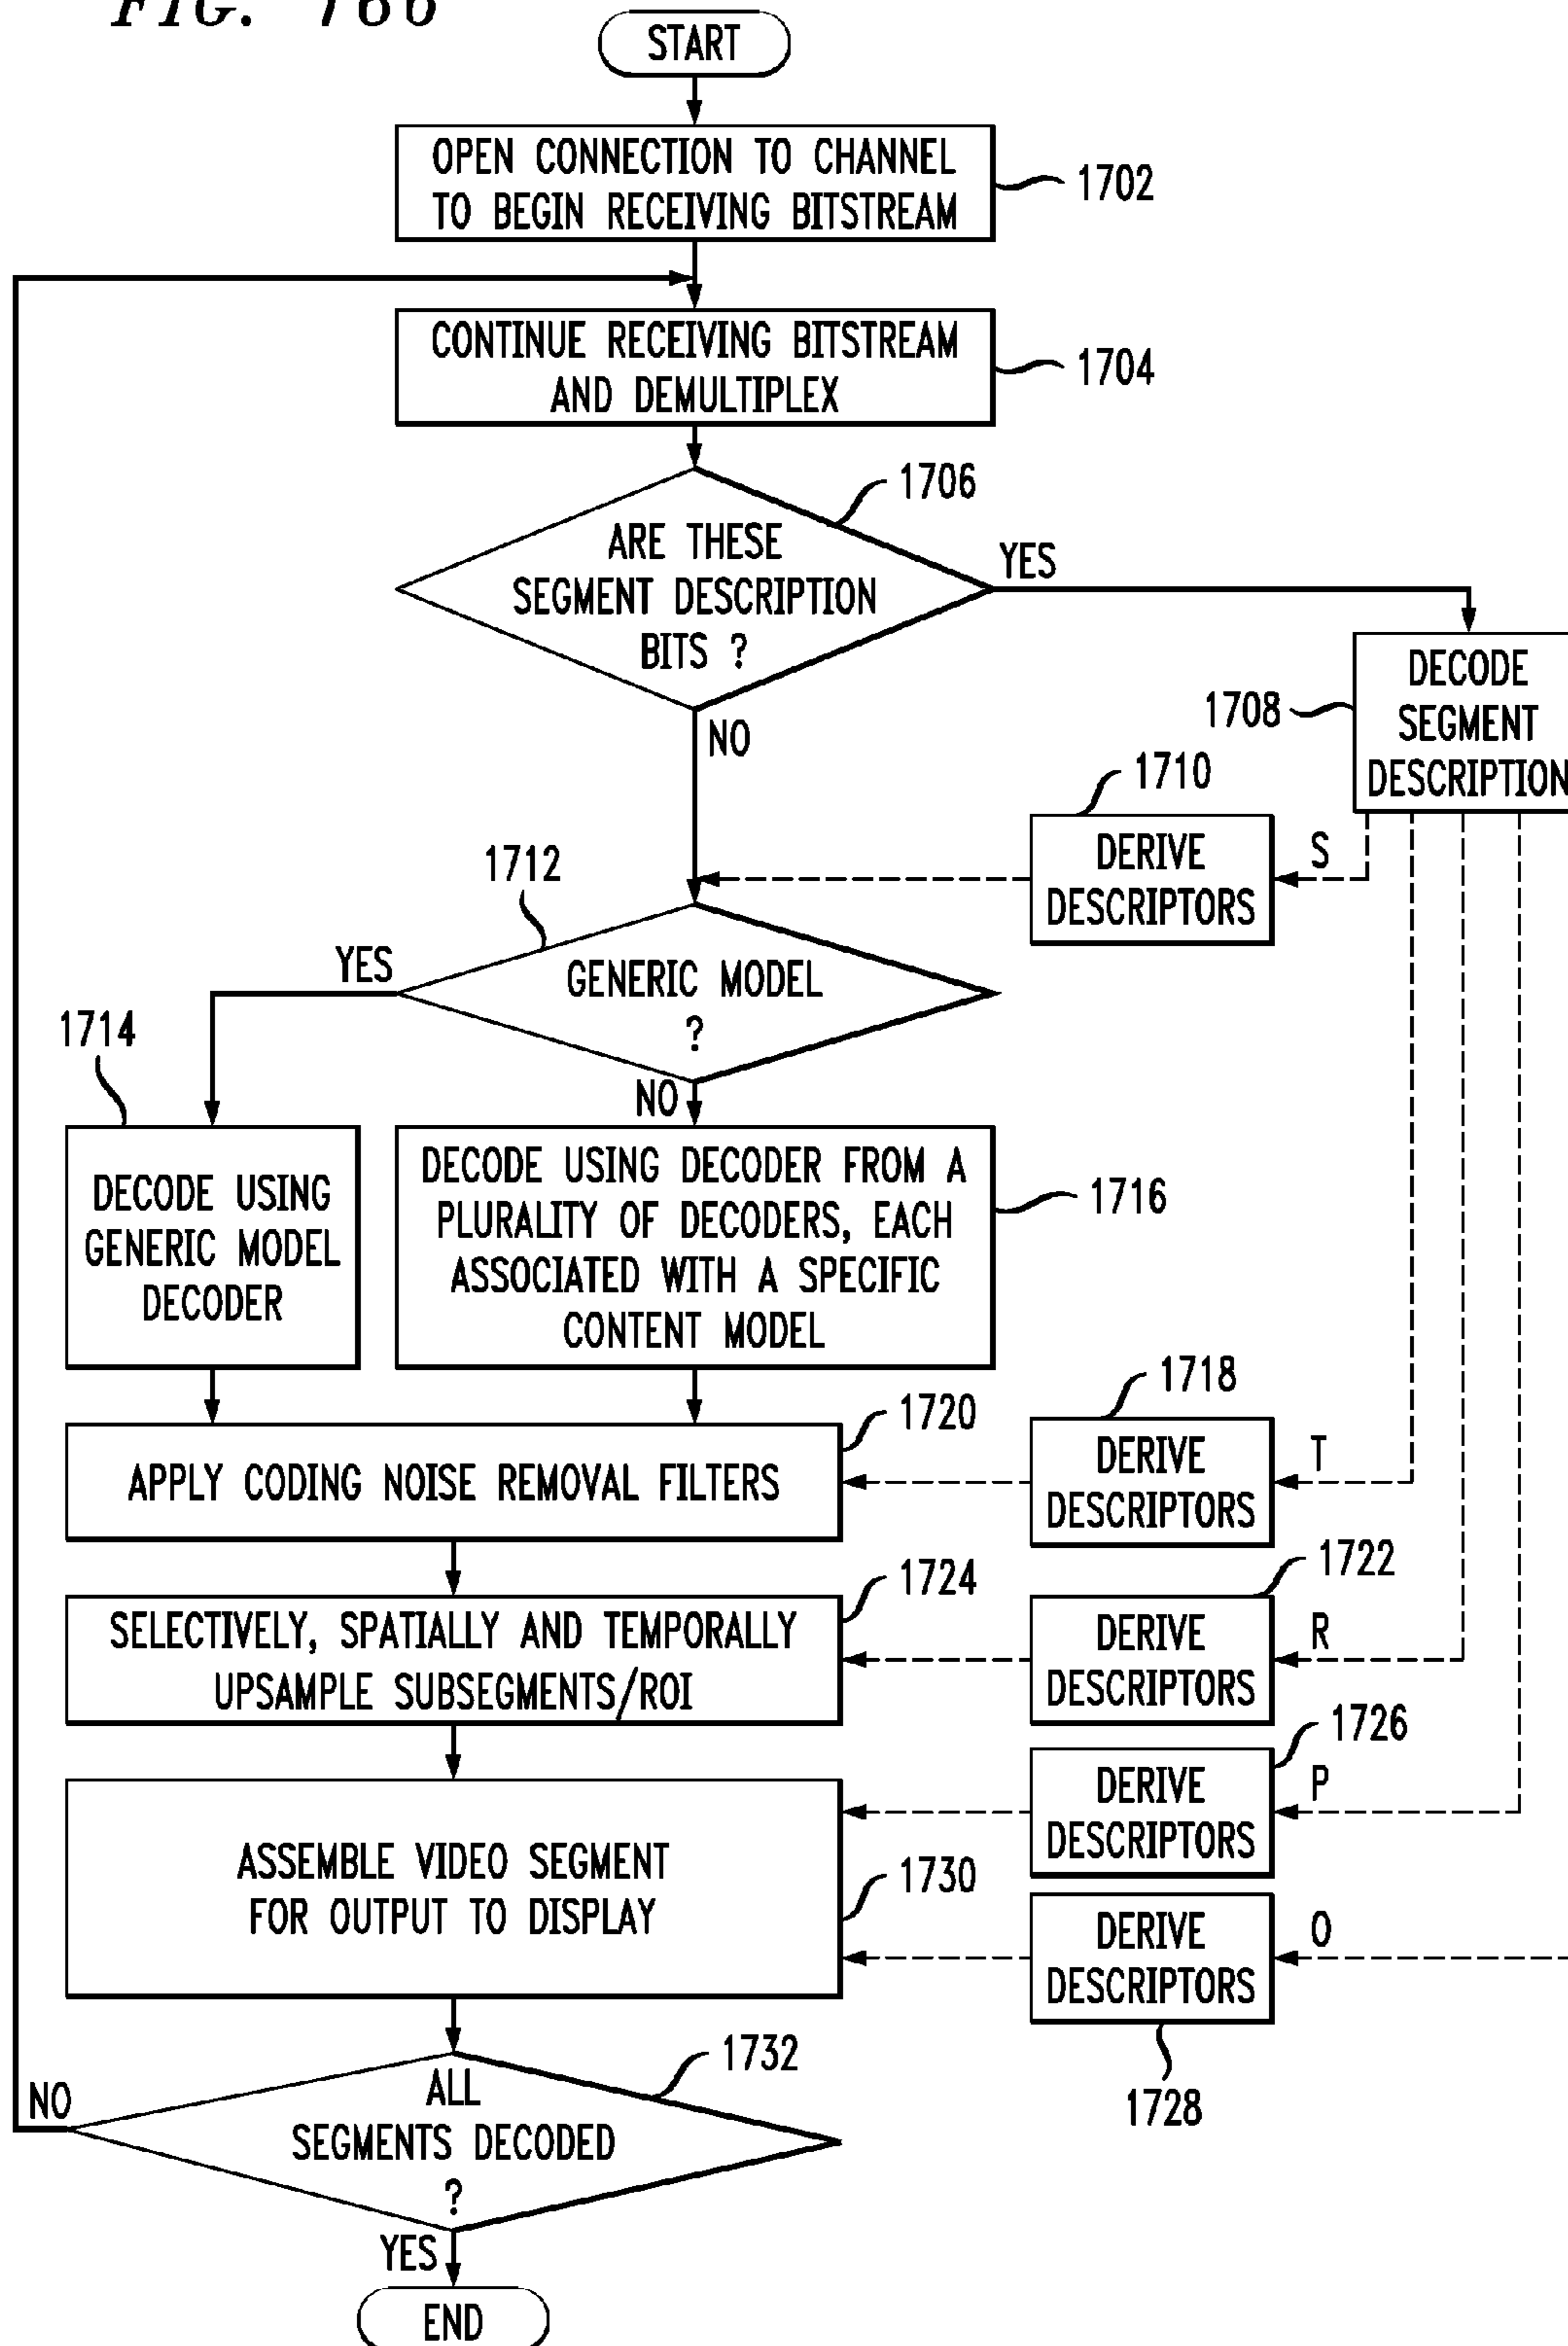 START
OPEN CONNECTION TO CHANNEL
TO BEGIN RECEIVING BITSTREAM
1702
CONTINUE RECEIVING BITSTREAM
AND DEMULTIPLEX
1704
1706
ARE THESE
SEGMENT DESCRIPTION
BITS ?
YES
NO
DECODE
SEGMENT
DESCRIPTION
1708
1710
DERIVE
DESCRIPTORS
S
1712
GENERIC MODEL
?
YES
NO
1714
DECODE USING
GENERIC MODEL
DECODER
DECODE USING DECODER FROM A
PLURALITY OF DECODERS, EACH
ASSOCIATED WITH A SPECIFIC
CONTENT MODEL
1716
1718
DERIVE
DESCRIPTORS
T
1720
APPLY CODING NOISE REMOVAL FILTERS
1722
DERIVE
DESCRIPTORS
R
1724
SELECTIVELY, SPATIALLY AND TEMPORALLY
UPSAMPLE SUBSEGMENTS/ROI
1726
DERIVE
DESCRIPTORS
P
ASSEMBLE VIDEO SEGMENT
FOR OUTPUT TO DISPLAY
1730
DERIVE
DESCRIPTORS
O
1728
1732
ALL
SEGMENTS DECODED
?
NO
YES
END